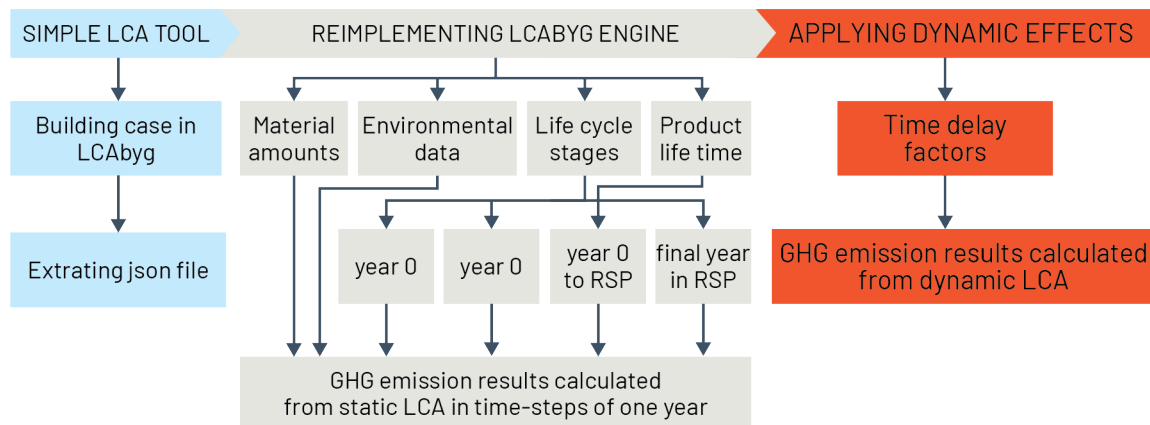 SIMPLE LCA TOOL
REIMPLEMENTING LCABYG ENGINE
APPLYING DYNAMIC EFFECTS
Building case in
LCAbyg
Material
amounts
Environmental
data
Life cycle
stages
Product
life time
Time delay
factors
Extrating json file
year 0
year 0
year 0
to RSP
final year
in RSP
GHG emission results calculated
from dynamic LCA
GHG emission results calculated
from static LCA in time-steps of one year